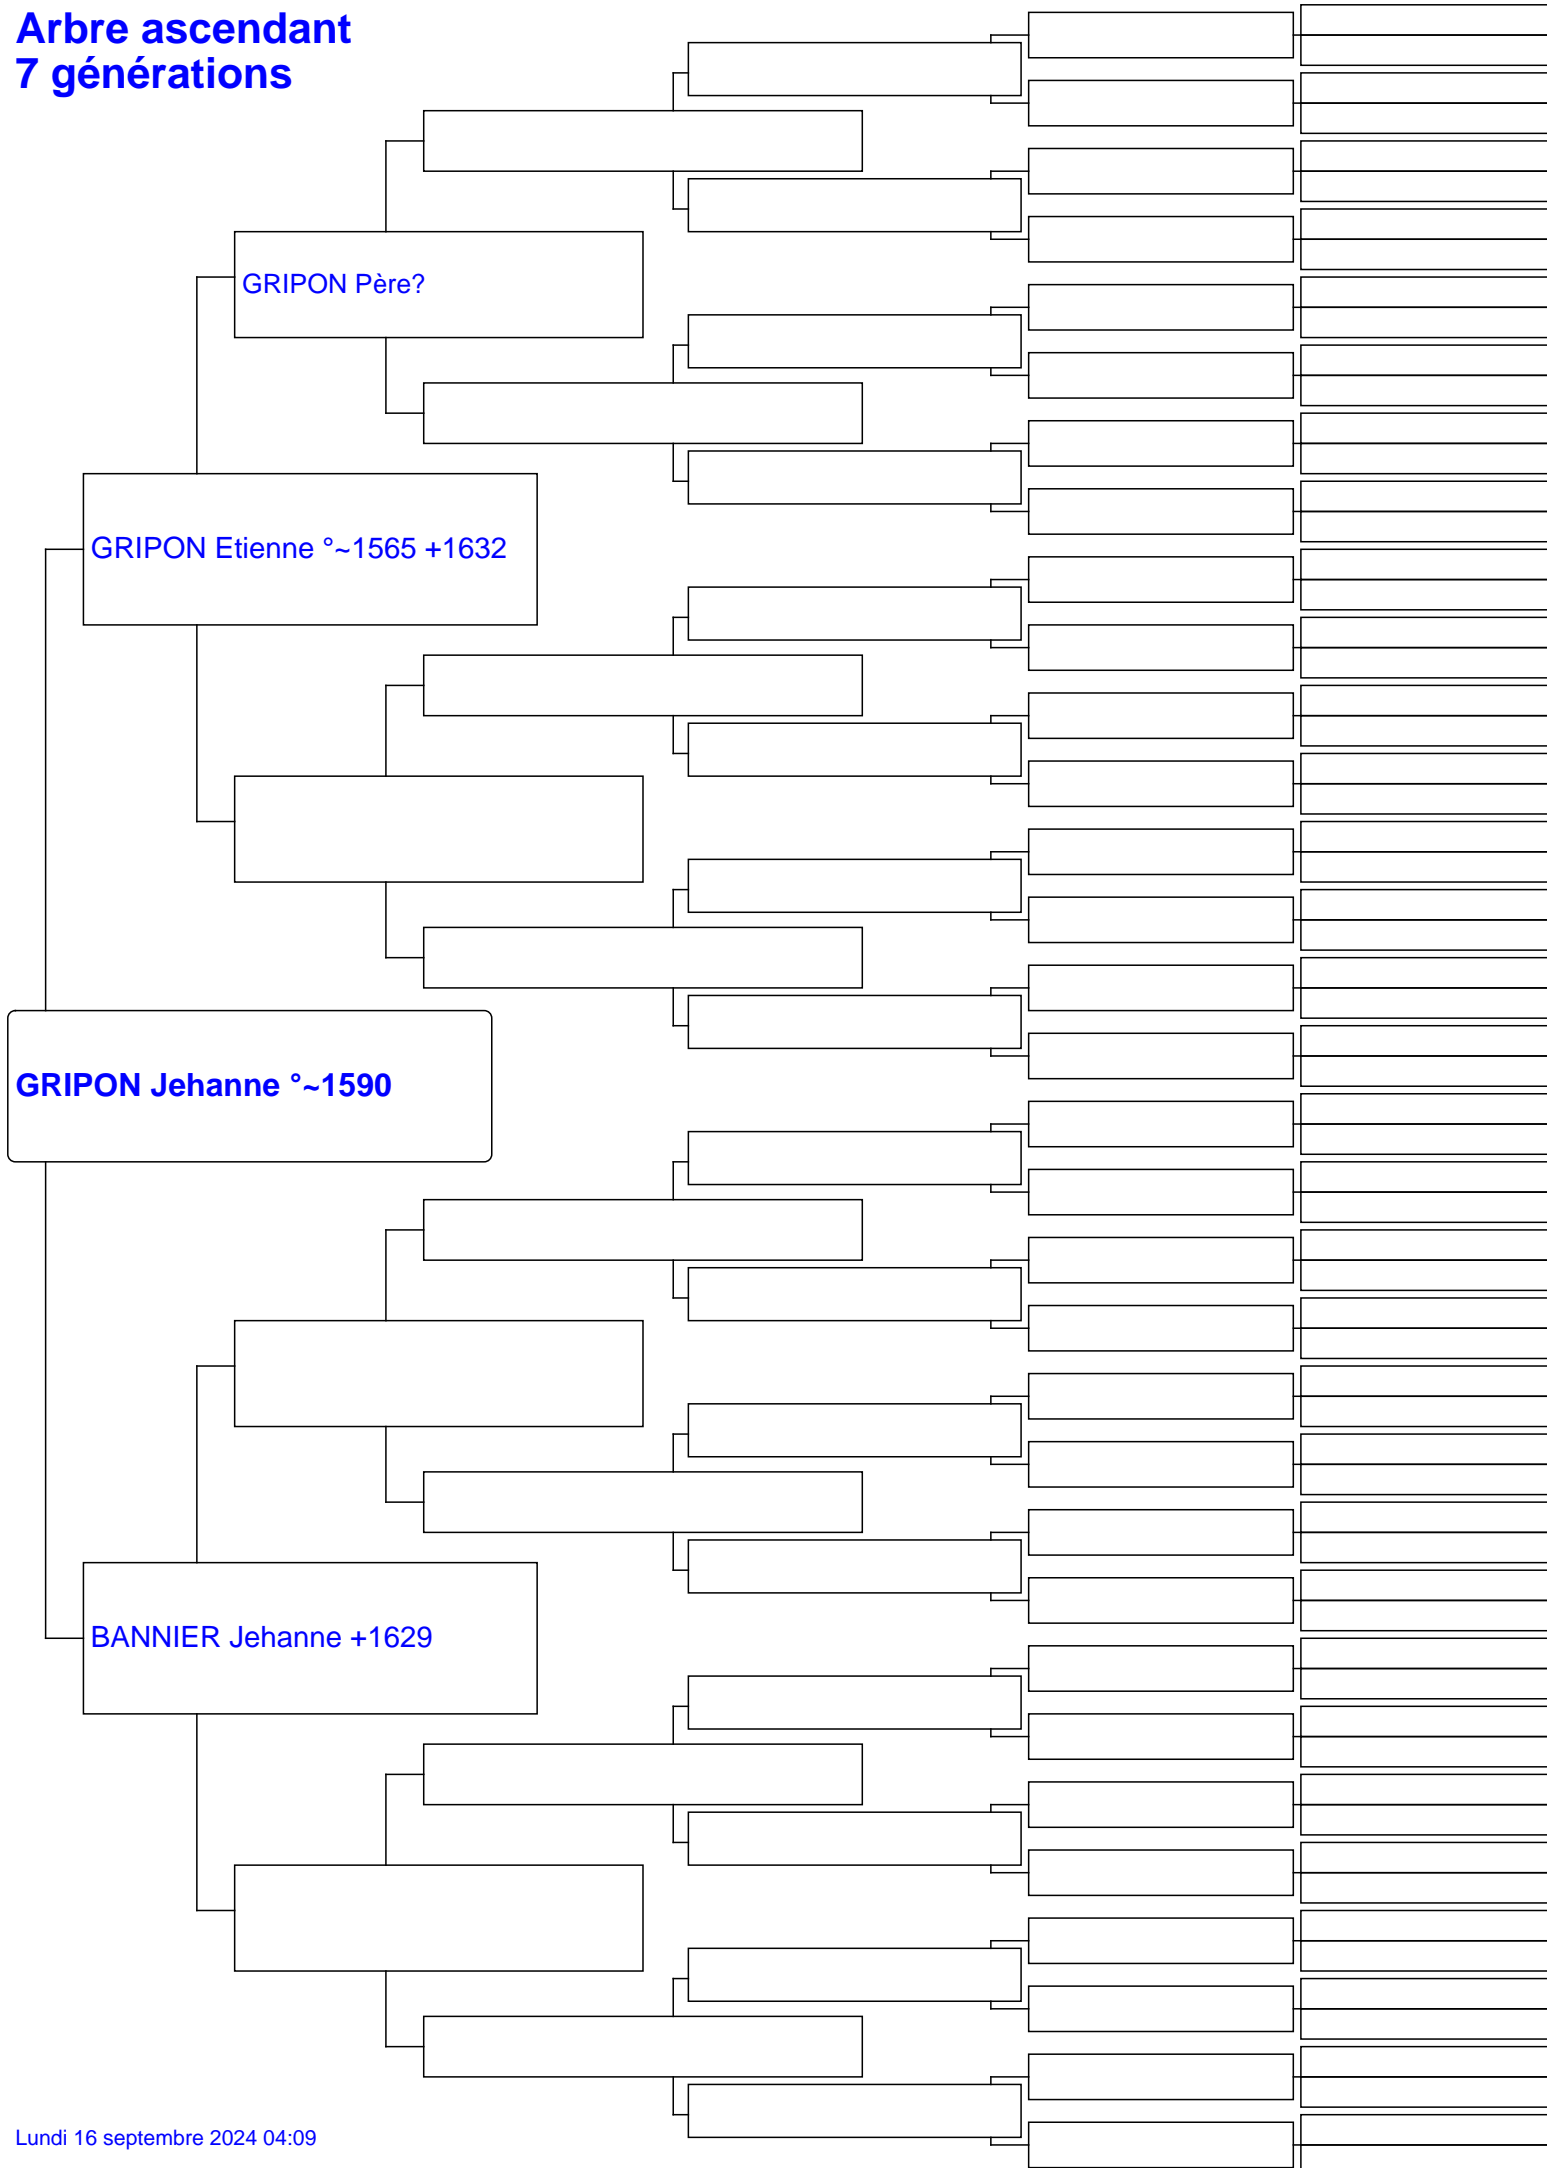 Arbre ascendant
7 générations
GRIPON Père?
GRIPON Etienne °~1565 +1632
GRIPON Jehanne °~1590
BANNIER Jehanne +1629
Lundi 16 septembre 2024 04:09